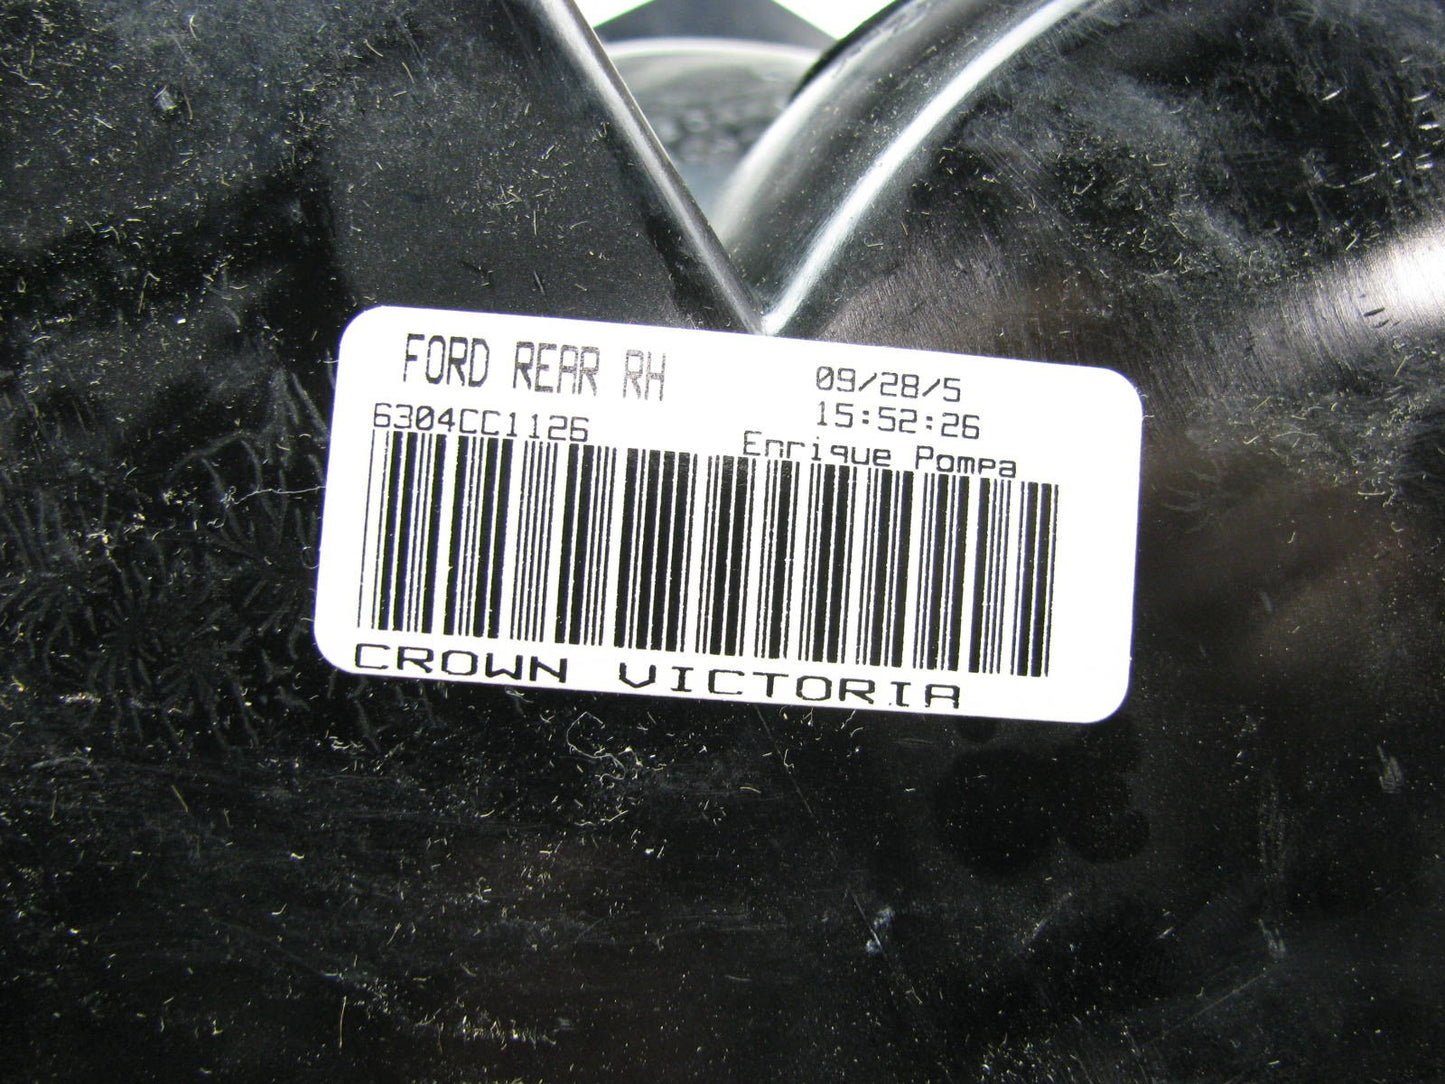 FORD REAR RH
09/28/5
15:52:26
6304CC1126
Enrique Pompa
CROWN VICTORIA